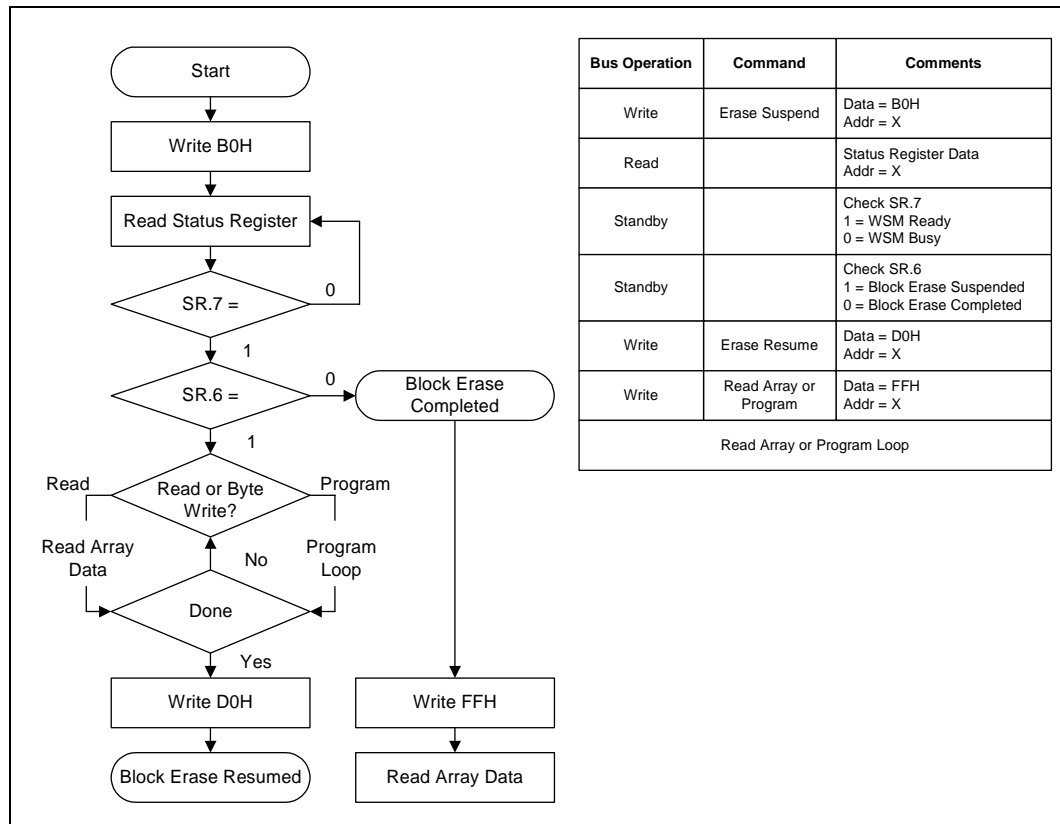 Start
Write B0H
Read Status Register
SR.7 =
0
1
SR.6 =
0
Block Erase
Completed
1
Read
Read or Byte
Write?
Program
Read Array
Data
No
Program
Loop
Done
Yes
Write D0H
Write FFH
Block Erase Resumed
Read Array Data
Bus Operation Command Comments
Write Erase Suspend Data = B0H
Addr = X
Read Status Register Data
Addr = X
Standby Check SR.7
1 = WSM Ready
0 = WSM Busy
Standby Check SR.6
1 = Block Erase Suspended
0 = Block Erase Completed
Write Erase Resume Data = D0H
Addr = X
Write Read Array or
Program Data = FFH
Addr = X
Read Array or Program Loop